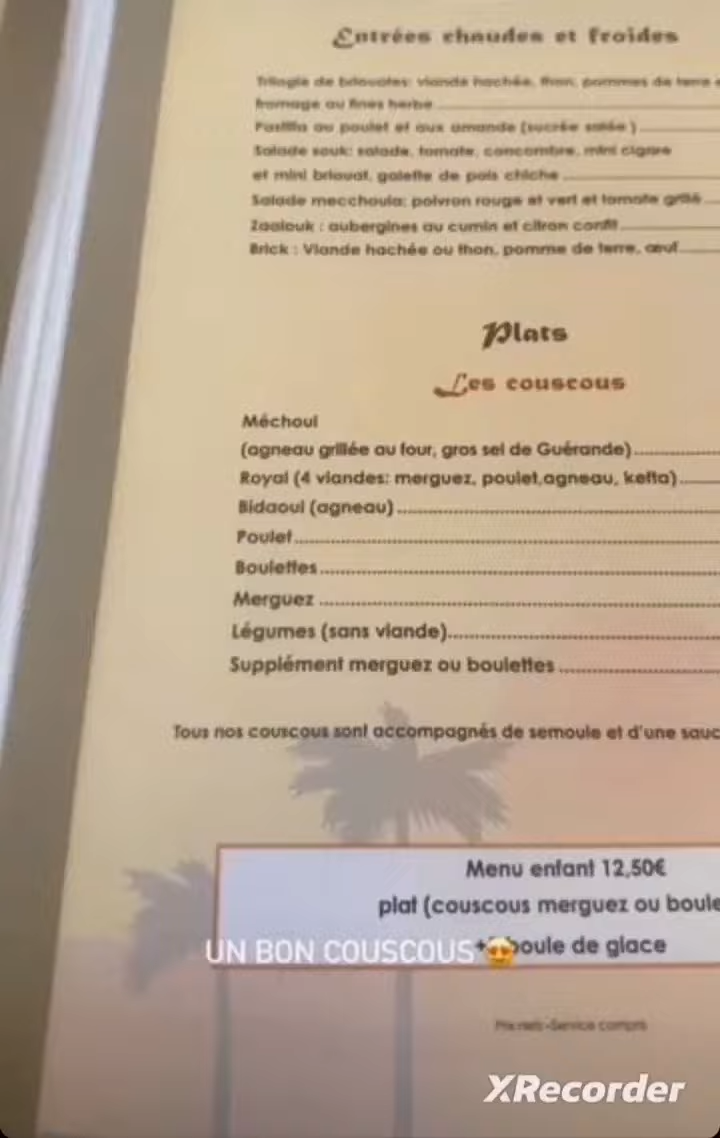 Entrées chaudes et froides
Trilogie de briouates: viande hachée, thon, pommes de terre
fromage au fines herbe
Pastilla au poulet et aux amande (sucrée salée)
Salade souk: salade, tomate, concombre, mini cigare
et mini briouat, galette de pois chiche
Salade mecchouia: poivron rouge et vert et tomate grillé
Zaalouk : aubergines au cumin et citron confit
Brick : Viande hachée ou thon, pomme de terre, œuf
Plats
Les couscous
Méchoui
(agneau grillée au four, gros sel de Guérande)
Royal (4 viandes: merguez, poulet,agneau, kefta)
Bidaoui (agneau)
Poulet
Boulettes
Merguez
Légumes (sans viande)
Supplément merguez ou boulettes
Tous nos couscous sont accompagnés de semoule et d'une sauc
Menu enfant 12,50€
plat (couscous merguez ou boule
boule de glace
UN BON COUSCOUS😍
Prix nets-Service compris
XRecorder